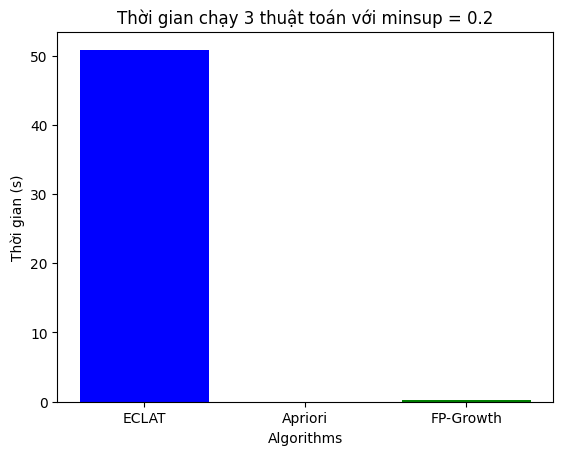 Thời gian chạy 3 thuật toán với minsup = 0.2
Thời gian (s)
50
40
30
20
10
0
ECLAT Apriori FP-Growth
Algorithms